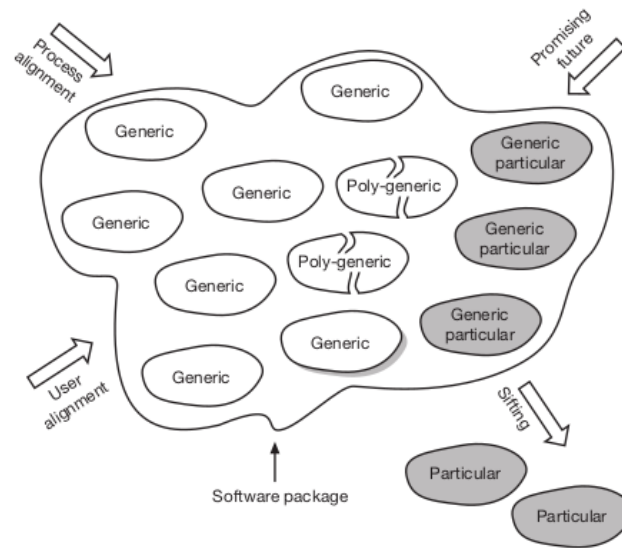 Process
alignment
Promising
future
Generic
Generic
Generic
particular
Generic
Poly-generic
Generic
Generic
particular
Poly-generic
Generic
Generic
particular
Generic
Generic
User
alignment
Sifting
Particular
Software package
Particular